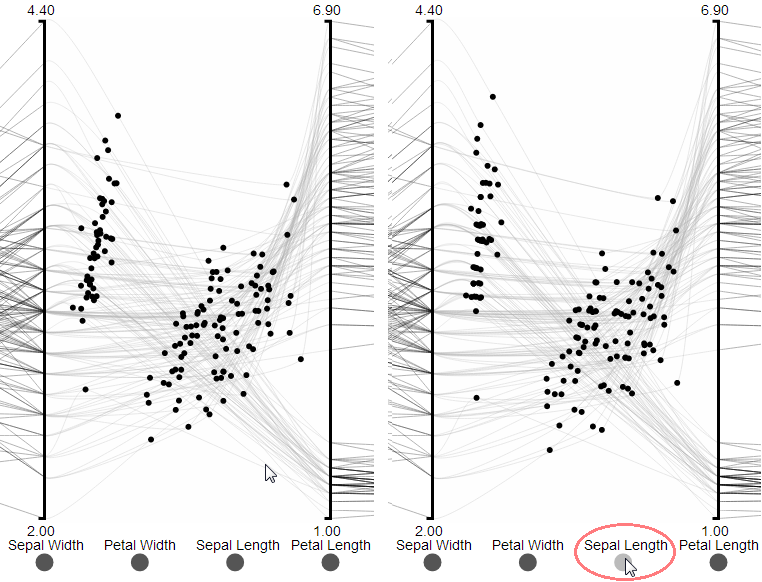 4.40 6.90 4.40 6.90
2.00 1.00 2.00 1.00
Sepal Width Petal Width Sepal Length Petal Length Sepal Width Petal Width Sepal Length Petal Length